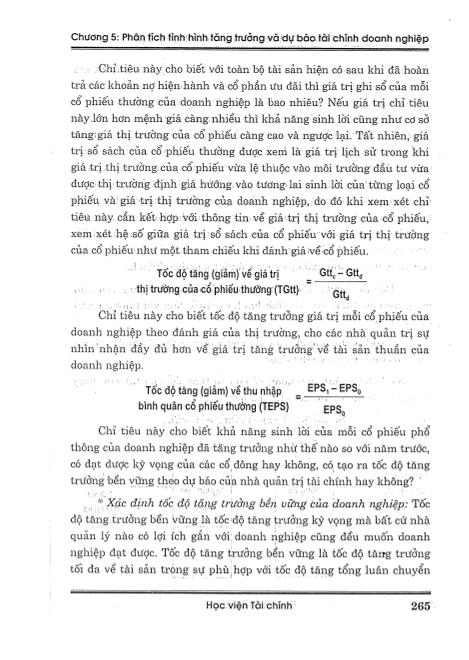 Chương 5: Phân tích tình hình tăng trưởng và dự báo tài chính doanh nghiệp
Chỉ tiêu này cho biết với toàn bộ tài sản hiện có sau khi đã hoàn
trả các khoản nợ hiện hành và cổ phần ưu đãi thì giá trị ghi sổ của mỗi
cổ phiếu thường của doanh nghiệp là bao nhiêu? Nếu giá trị chỉ tiêu
này lớn hơn mệnh giá càng nhiều thì khả năng sinh lời cũng như cơ sở
tăng giá thị trường của cổ phiếu càng cao và ngược lại. Tất nhiên, giá
trị sổ sách của cổ phiếu thường được xem là giá trị lịch sử trong khi
giá trị thị trường của cổ phiếu vừa lệ thuộc vào môi trường đầu tư vừa
được thị trường định giá hướng vào tương lai sinh lời của từng loại cổ
phiếu và giá trị thị trường của doanh nghiệp, do đó khi xem xét chỉ
tiêu này cần kết hợp với thông tin về giá trị thị trường của cổ phiếu,
xem xét hệ số giữa giá trị sổ sách của cổ phiếu với giá trị thị trường
của cổ phiếu như một tham chiếu khi đánh giá về cổ phiếu.
Tốc độ tăng (giảm) về giá trị
thị trường của cổ phiếu thường (TGtt)
= Gttc – Gttd
Gttd
Chỉ tiêu này cho biết tốc độ tăng trưởng giá trị mỗi cổ phiếu của
doanh nghiệp theo đánh giá của thị trường, cho các nhà quản trị sự
nhìn nhận đầy đủ hơn về giá trị tăng trưởng về tài sản thuần của
doanh nghiệp.
Tốc độ tăng (giảm) về thu nhập
bình quân cổ phiếu thường (TEPS)
= EPS1 – EPS0
EPS0
Chỉ tiêu này cho biết khả năng sinh lời của mỗi cổ phiếu phổ
thông của doanh nghiệp đã tăng trưởng như thế nào so với năm trước,
có đạt được kỳ vọng của các cổ đông hay không, có tạo ra tốc độ tăng
trưởng bền vững theo dự báo của nhà quản trị tài chính hay không?
* Xác định tốc độ tăng trưởng bền vững của doanh nghiệp: Tốc
độ tăng trưởng bền vững là tốc độ tăng trưởng kỳ vọng mà bất cứ nhà
quản lý nào có lợi ích gắn với doanh nghiệp cũng đều muốn doanh
nghiệp đạt được. Tốc độ tăng trưởng bền vững là tốc độ tăng trưởng
tối đa về tài sản trong sự phù hợp với tốc độ tăng tổng luân chuyển
Học viện Tài chính
265